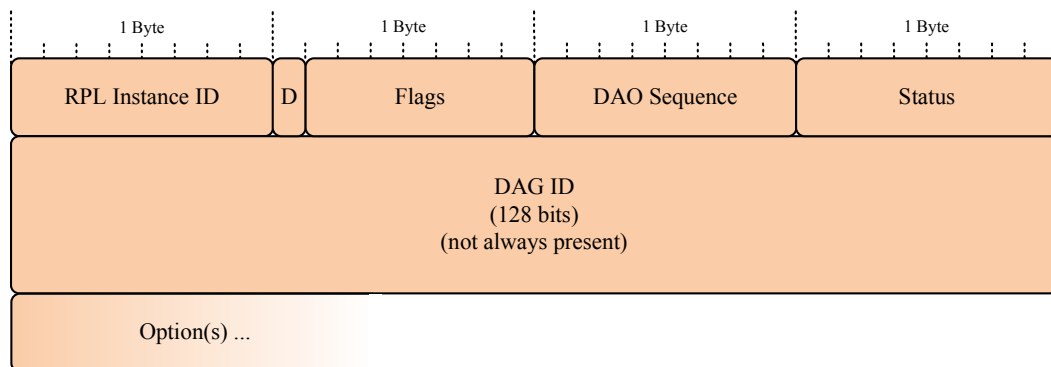 1 Byte 1 Byte 1 Byte 1 Byte
RPL Instance ID D Flags DAO Sequence Status
DAG ID
(128 bits)
(not always present)
Option(s) ...